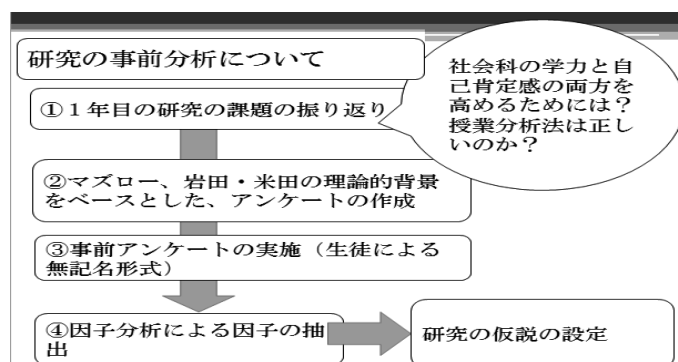 研究の事前分析について
社会科の学力と自
己肯定感の両方を
高めるためには？
授業分析法は正し
いのか？
①１年目の研究の課題の振り返り
②マズロー、岩田・米田の理論的背景
をベースとした、アンケートの作成
③事前アンケートの実施（生徒による
無記名形式）
④因子分析による因子の抽
出
研究の仮説の設定